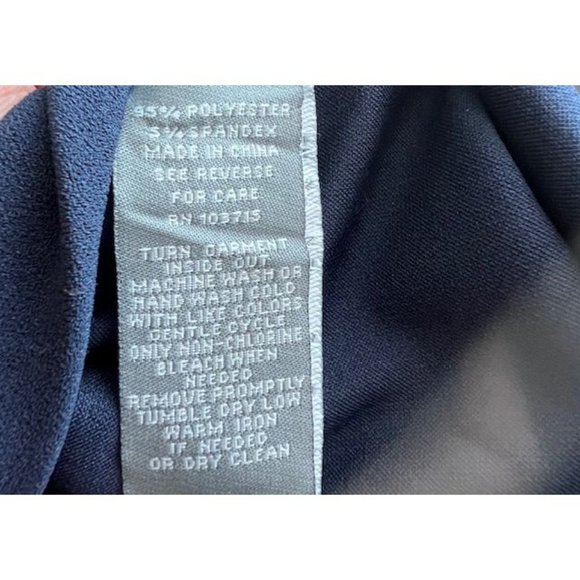 95% POLYESTER
5% SPANDEX
MADE IN CHINA
SEE REVERSE
FOR CARE
RN 103715
TURN GARMENT
INSIDE OUT
MACHINE WASH OR
HAND WASH COLD
WITH LIKE COLORS
GENTLE CYCLE
ONLY NON-CHLORINE
BLEACH WHEN
NEEDED
REMOVE PROMPTLY
TUMBLE DRY LOW
WARM IRON
IF NEEDED
OR DRY CLEAN